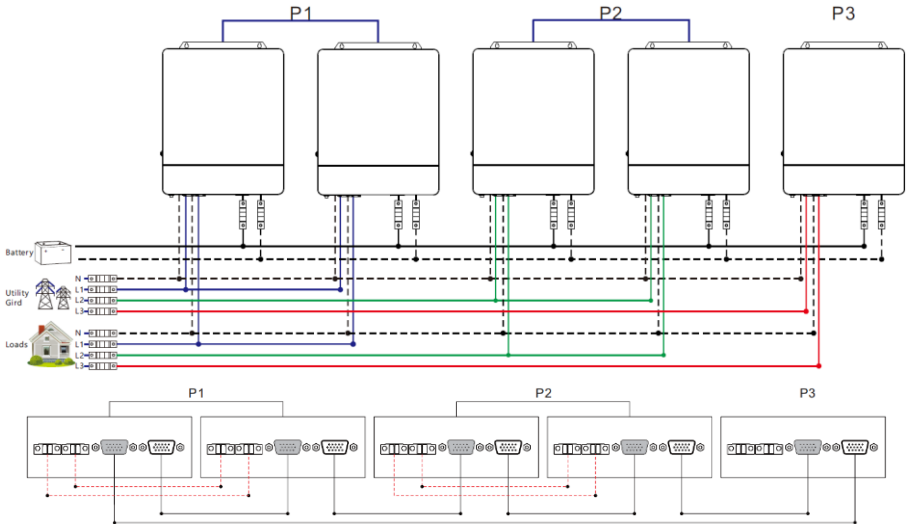 P1 P2 P3
Battery
N
Utility L1
Gird L2
L3
N
Loads L1
L2
L3
P1 P2 P3